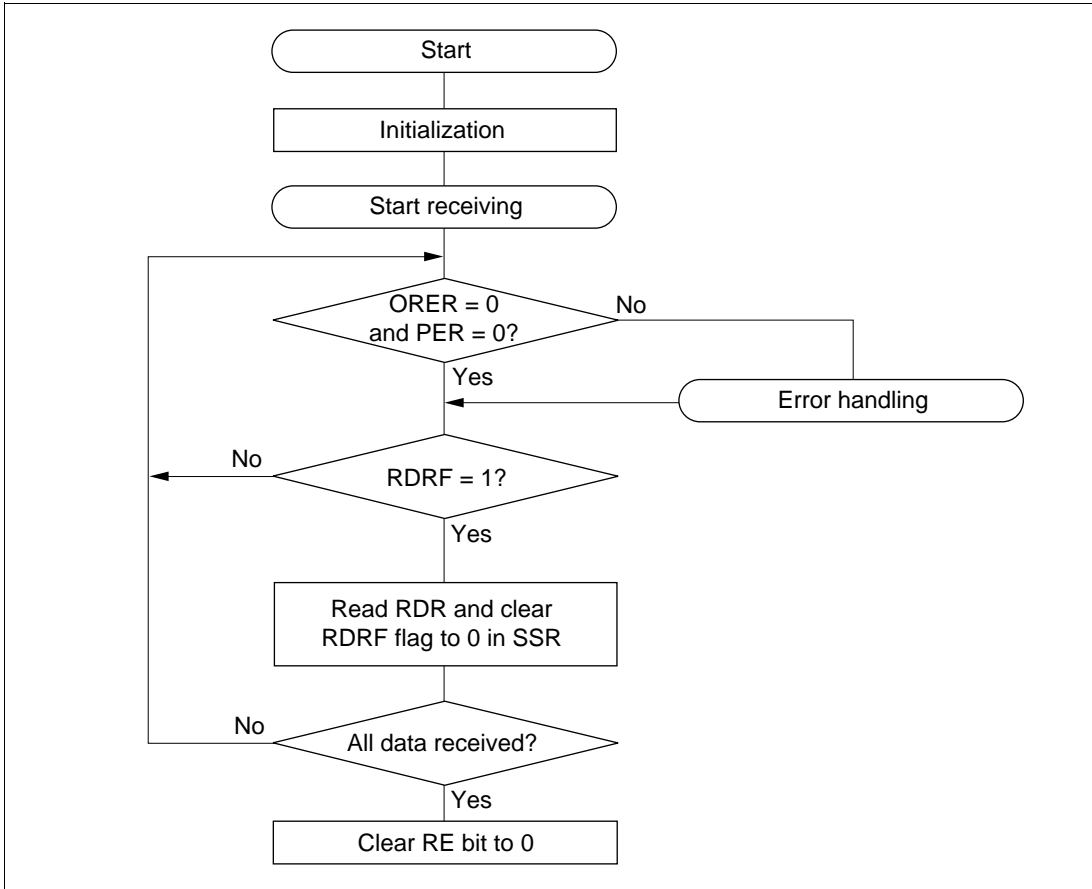 Start
Initialization
Start receiving
ORER = 0
and PER = 0?
No
Yes
Error handling
No
RDRF = 1?
Yes
Read RDR and clear
RDRF flag to 0 in SSR
No
All data received?
Yes
Clear RE bit to 0